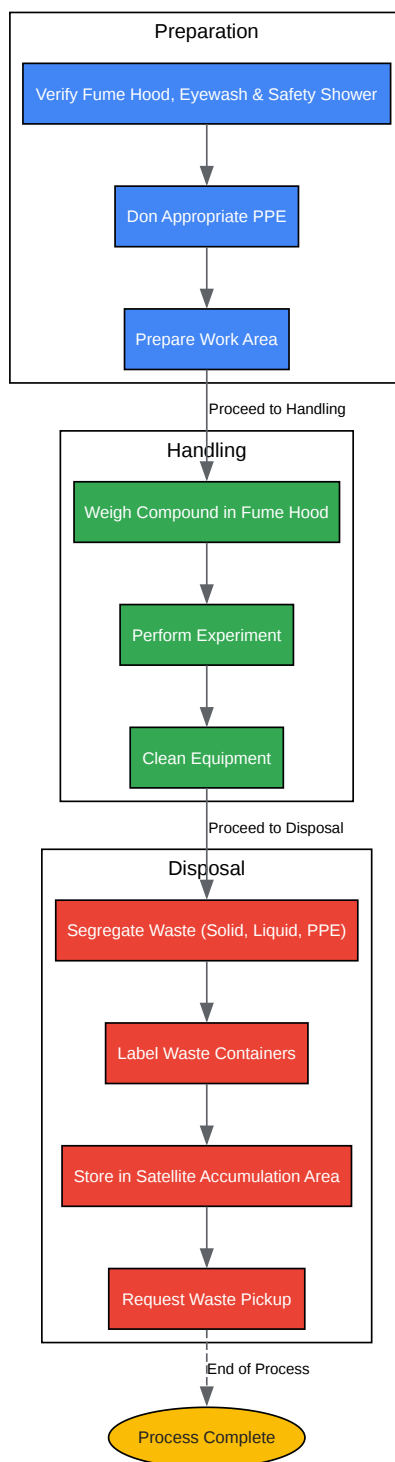 Preparation
Verify Fume Hood, Eyewash & Safety Shower
Don Appropriate PPE
Prepare Work Area
Proceed to Handling
Handling
Weigh Compound in Fume Hood
Perform Experiment
Clean Equipment
Proceed to Disposal
Disposal
Segregate Waste (Solid, Liquid, PPE)
Label Waste Containers
Store in Satellite Accumulation Area
Request Waste Pickup
End of Process
Process Complete